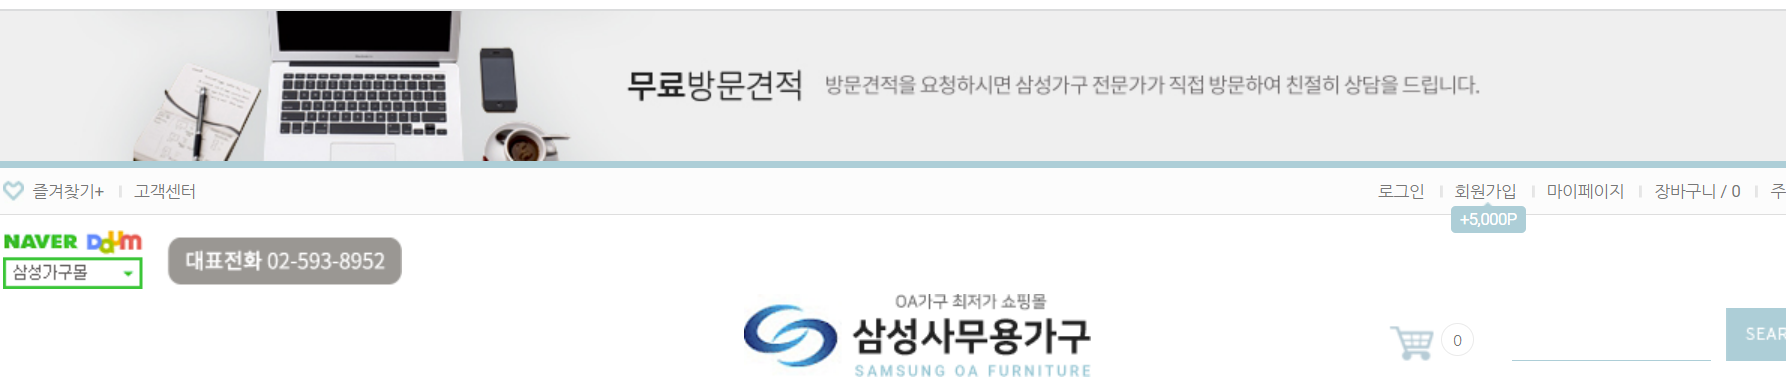 무료방문견적 방문견적을 요청하시면 삼성가구 전문가가 직접 방문하여 친절히 상담을 드립니다.
즐겨찾기+ 고객센터 로그인 회원가입 마이페이지 장바구니 / 0 주
+5,000P
NAVER Daum
삼성가구몰
대표전화 02-593-8952
OA가구 최저가 쇼핑몰
삼성사무용가구
SAMSUNG OA FURNITURE
0
SEAR